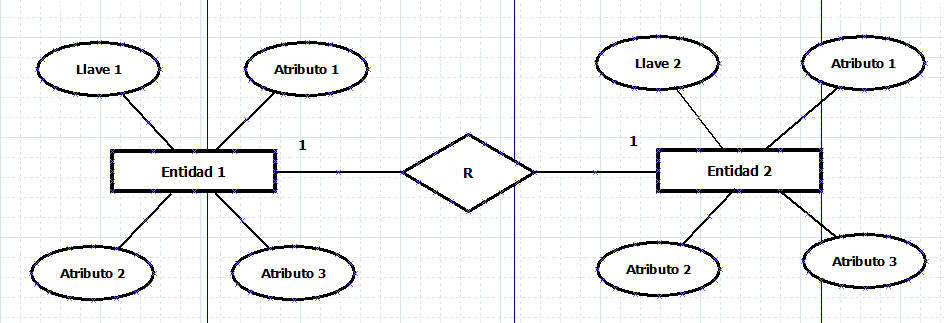 Llave 1
Atributo 1
Llave 2
Atributo 1
1
1
Entidad 1
R
Entidad 2
Atributo 2
Atributo 3
Atributo 2
Atributo 3